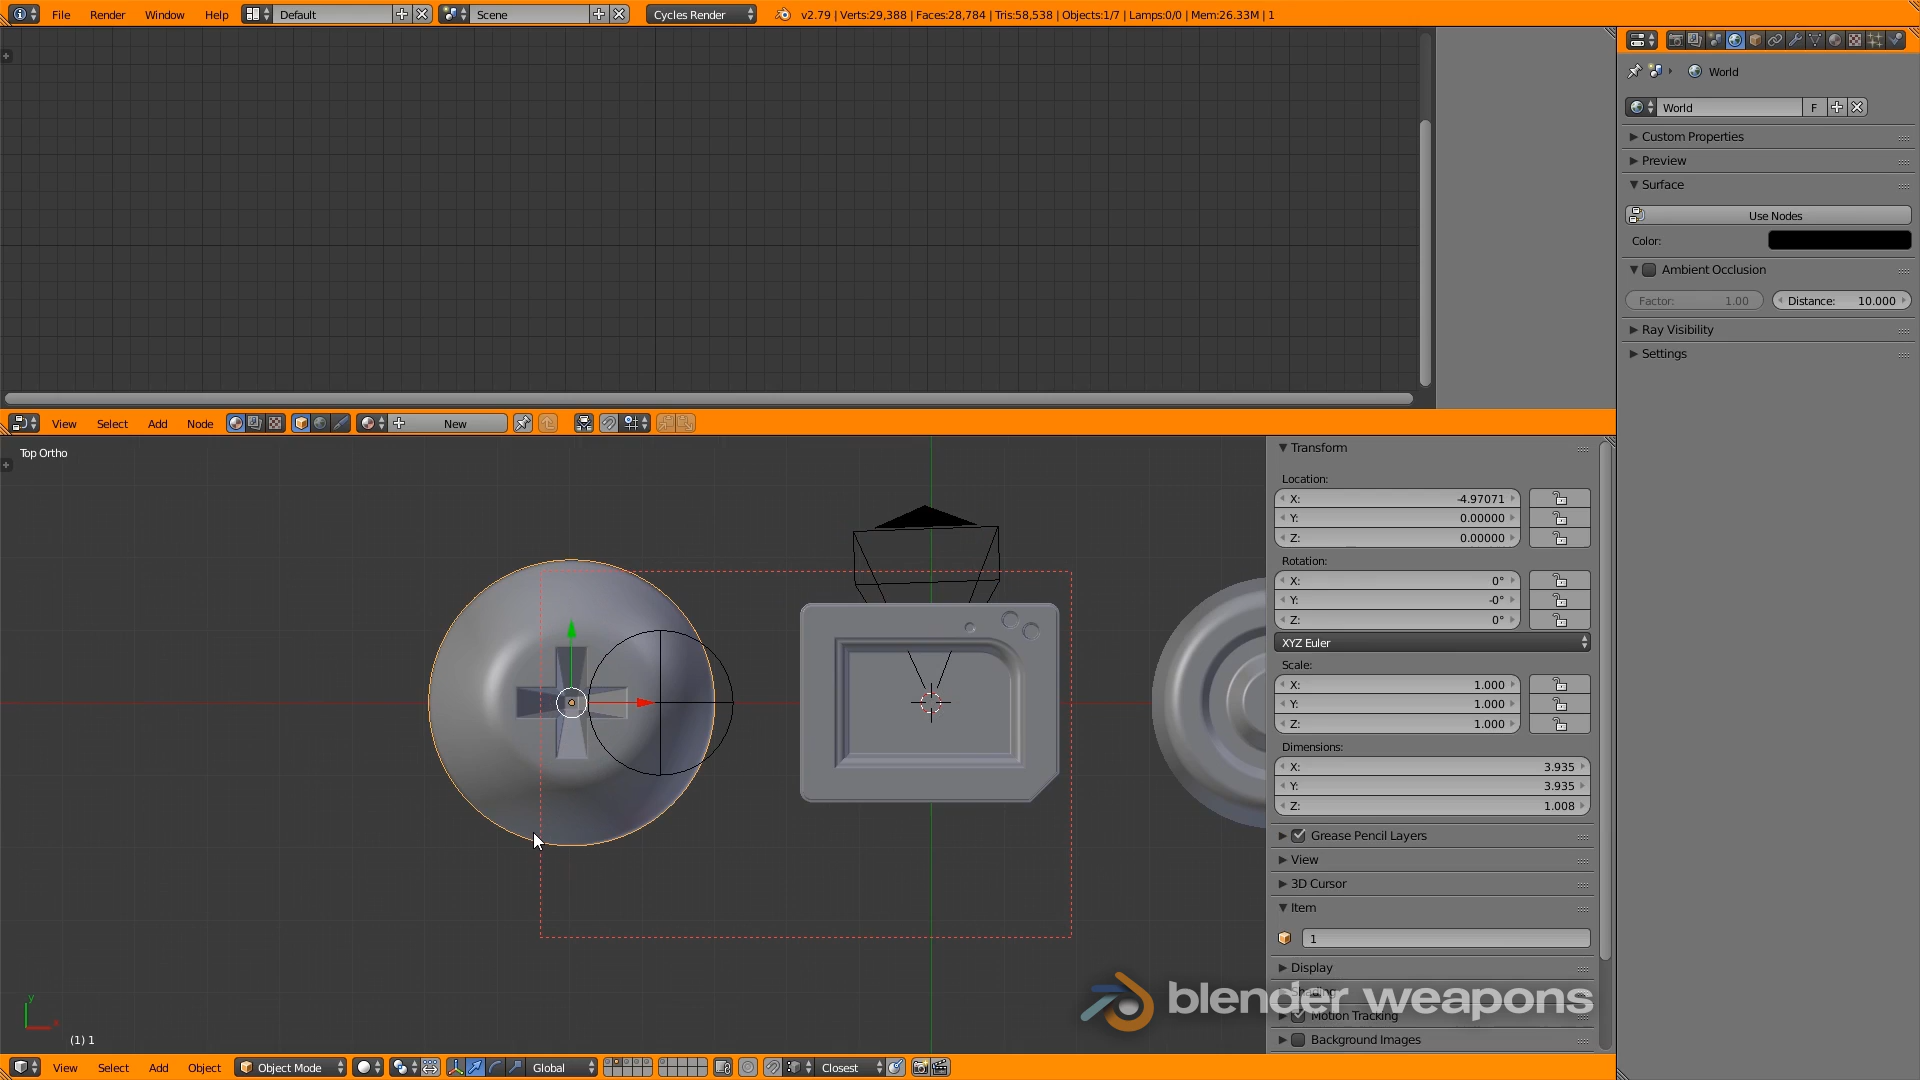 File Render Window Help Default Scene Cycles Render v2.79 | Verts:29,388 | Faces:28,784 | Tris:58,538 | Objects:1/7 | Lamps:0/0 | Mem:26.33M | 1
World
World F
Custom Properties
Preview
Surface
Use Nodes
Color:
Ambient Occlusion
Factor: 1.00 Distance: 10.000
Ray Visibility
Settings
View Select Add Node New
Top Ortho
Transform
Location:
X: -4.97071
Y: 0.00000
Z: 0.00000
Rotation:
X: 0°
Y: -0°
Z: 0°
XYZ Euler
Scale:
X: 1.000
Y: 1.000
Z: 1.000
Dimensions:
X: 3.935
Y: 3.935
Z: 1.008
Grease Pencil Layers
View
3D Cursor
Item
1
Display
Shading
blender weapons
Motion Tracking
Background Images
y
x
(1) 1
View Select Add Object Object Mode Global Closest